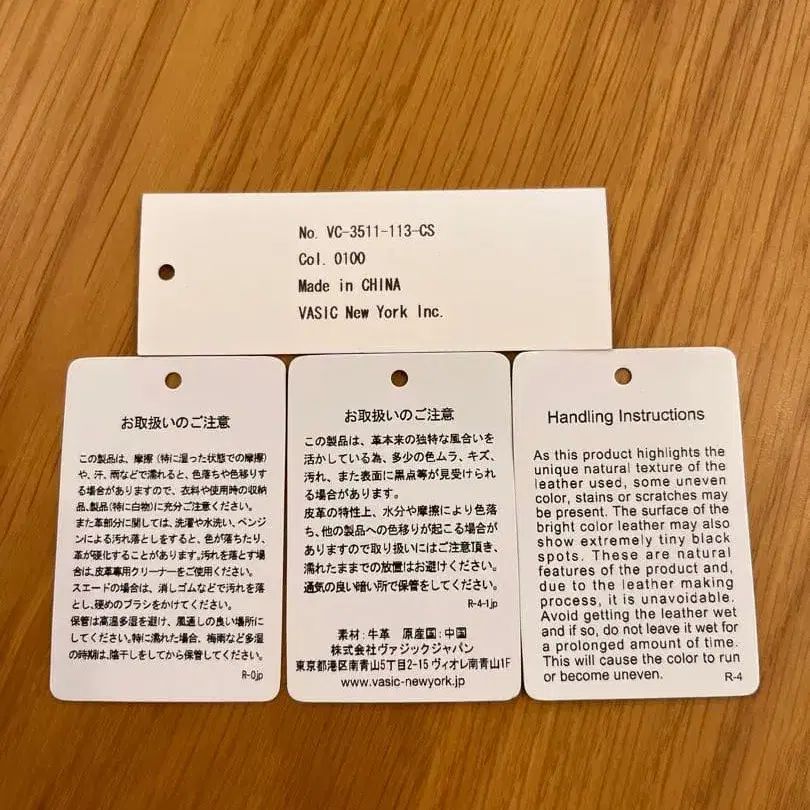 No. VC-3511-113-CS
Col. 0100
Made in CHINA
VASIC New York Inc.
お取扱いのご注意
この製品は、摩擦(特に湿った状態での摩擦)
や、汗、雨などで濡れると、色落ちや色移りす
る場合がありますので、衣料や使用時の収納
品、製品(特に白物)に充分ご注意ください。
また革部分に関しては、洗濯や水洗い、ベンジ
ンによる汚れ落としをすると、色が落ちたり、
革が硬化することがあります。汚れを落とす場
合は、皮革専用クリーナーをご使用ください。
スエードの場合は、消しゴムなどで汚れを落
とし、硬めのブラシをかけてください。
保管は高温多湿を避け、風通しの良い場所に
してください。特に濡れた場合、梅雨など多湿
の時期は、陰干しをしてから保管してください。
R-0jp
お取扱いのご注意
この製品は、革本来の独特な風合いを
活かしている為、多少の色ムラ、キズ、
汚れ、また表面に黒点等が見受けられ
る場合があります。
皮革の特性上、水分や摩擦により色落
ち、他の製品への色移りが起こる場合が
ありますので取り扱いにはご注意頂き、
濡れたままでの放置はお避けください。
通気の良い暗い所で保管をしてください。
R-4-1jp
素材:牛革 原産国:中国
株式会社ヴァジックジャパン
東京都港区南青山5丁目2-15 ヴィオレ南青山1F
www.vasic-newyork.jp
Handling Instructions
As this product highlights the
unique natural texture of the
leather used, some uneven
color, stains or scratches may
be present. The surface of the
bright color leather may also
show extremely tiny black
spots. These are natural
features of the product and,
due to the leather making
process, it is unavoidable.
Avoid getting the leather wet
and if so, do not leave it wet for
a prolonged amount of time.
This will cause the color to run
or become uneven.
R-4